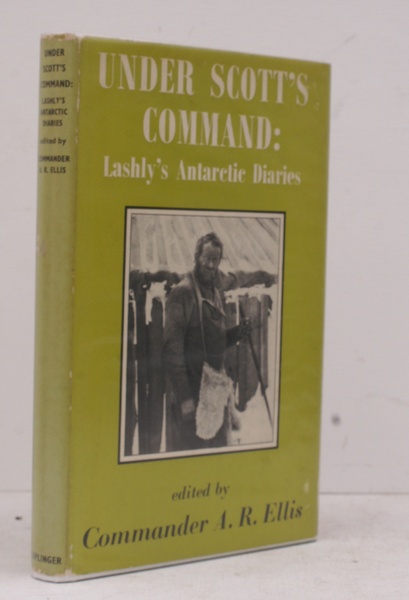 UNDER
SCOTT'S
COMMAND:
LASHLY'S
ANTARCTIC
DIARIES
edited by
COMMANDER
A. R. ELLIS
UNDER SCOTT'S
COMMAND:
Lashly's Antarctic Diaries
edited by
Commander A. R. Ellis